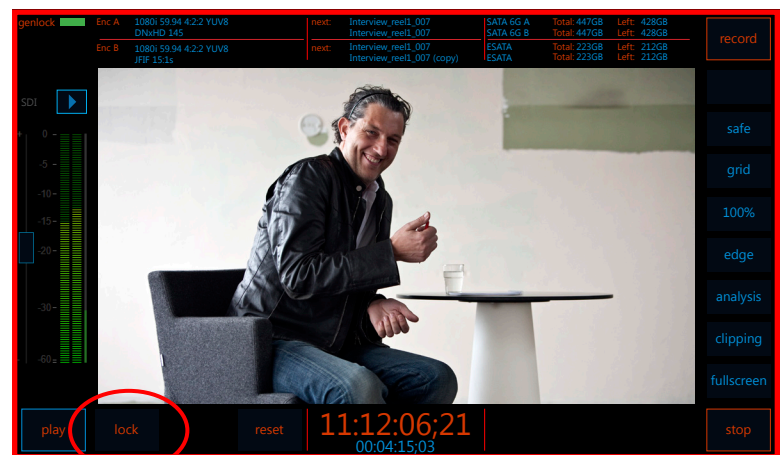 genlock
Enc A 1080i 59.94 4:2:2 YUV8
DNxHD 145
next: Interview_reel1_007
Interview_reel1_007
SATA 6G A Total: 447GB Left: 428GB
SATA 6G B Total: 447GB Left: 428GB
record
Enc B 1080i 59.94 4:2:2 YUV8
JFIF 15:1s
next: Interview_reel1_007
Interview_reel1_007 (copy)
ESATA Total: 223GB Left: 212GB
ESATA Total: 223GB Left: 212GB
SDI
0
-5
-10
-15
-20
-30
-60
safe
grid
100%
edge
analysis
clipping
fullscreen
play
lock
reset
11:12:06;21
00:04:15;03
stop